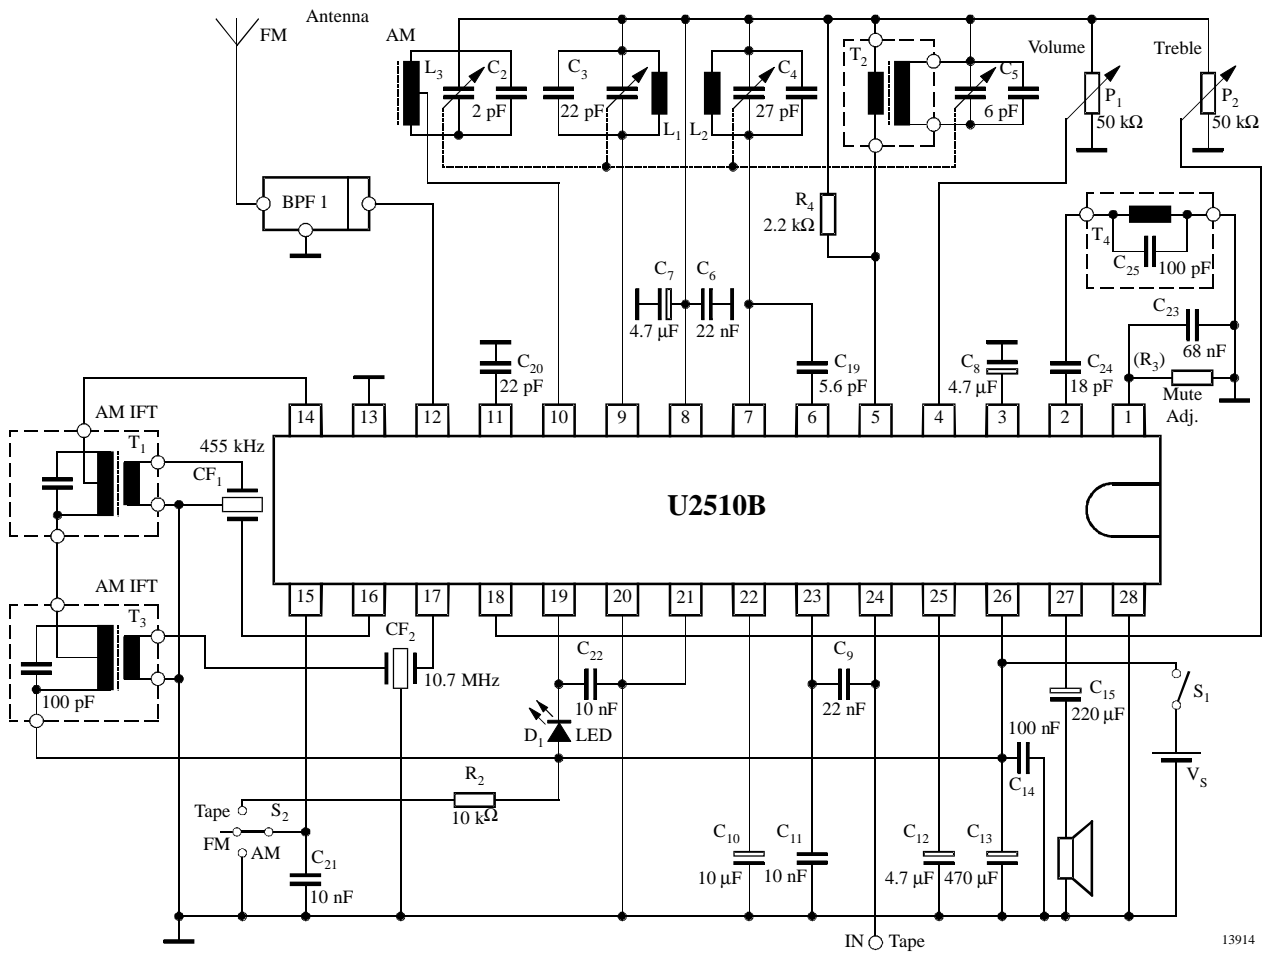 Antenna
FM
AM
L3
C2
2 pF
C3
22 pF
L1
L2
C4
27 pF
T2
C5
6 pF
Volume
P1
50 kΩ
Treble
P2
50 kΩ
BPF 1
R4
2.2 kΩ
T4
C25
100 pF
C7
4.7 µF
C6
22 nF
C23
68 nF
C20
22 pF
C19
5.6 pF
C8
4.7 µF
C24
18 pF
(R3)
Mute
Adj.
AM IFT
T1
455 kHz
CF1
14
13
12
11
10
9
8
7
6
5
4
3
2
1
U2510B
15
16
17
18
19
20
21
22
23
24
25
26
27
28
AM IFT
T3
100 pF
CF2
10.7 MHz
C22
10 nF
D1
LED
C9
22 nF
C15
220 µF
S1
100 nF
C14
VS
R2
10 kΩ
Tape
S2
FM
AM
C21
10 nF
C10
10 µF
C11
10 nF
C12
4.7 µF
C13
470 µF
IN
Tape
13914